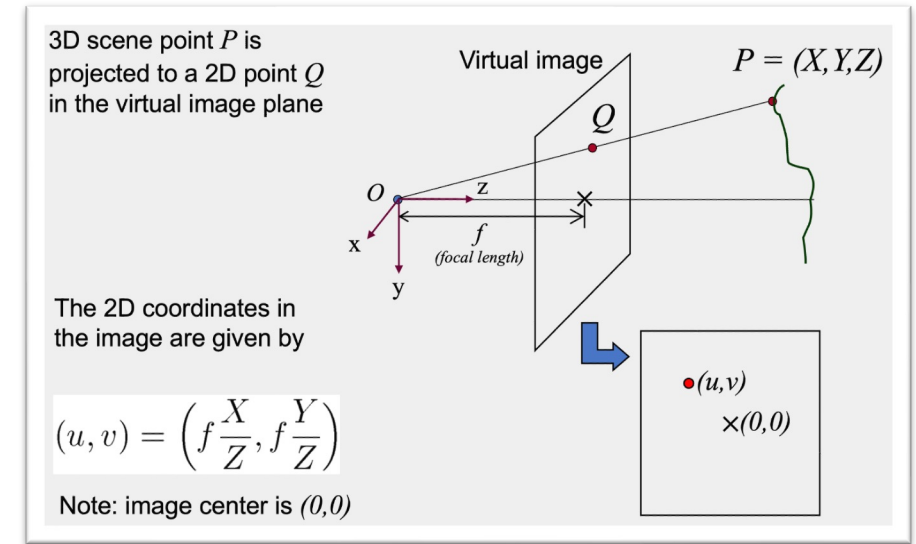 3D scene point P is
projected to a 2D point Q
in the virtual image plane
Virtual image
P = (X,Y,Z)
Q
O
z
x
y
f
(focal length)
The 2D coordinates in
the image are given by
(u, v) = (f X/Z, f Y/Z)
Note: image center is (0,0)
(u,v)
×(0,0)